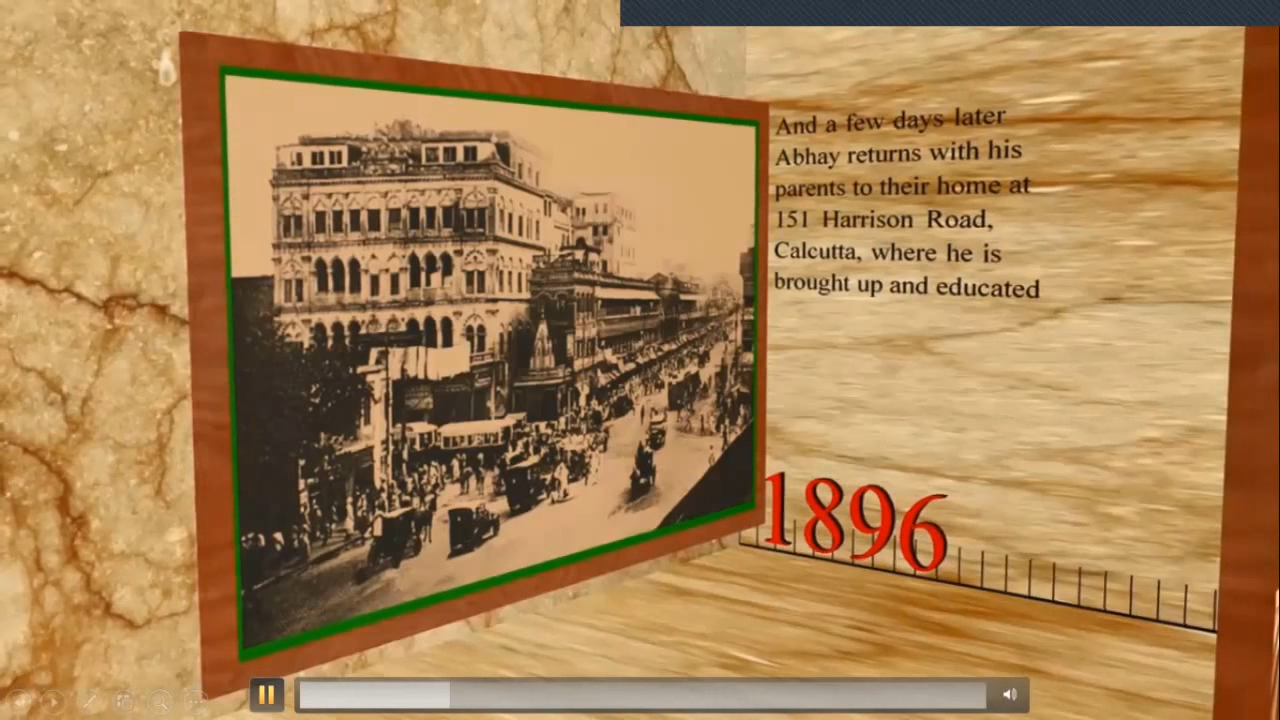 And a few days later
Abhay returns with his
parents to their home at
151 Harrison Road,
Calcutta, where he is
brought up and educated
1896